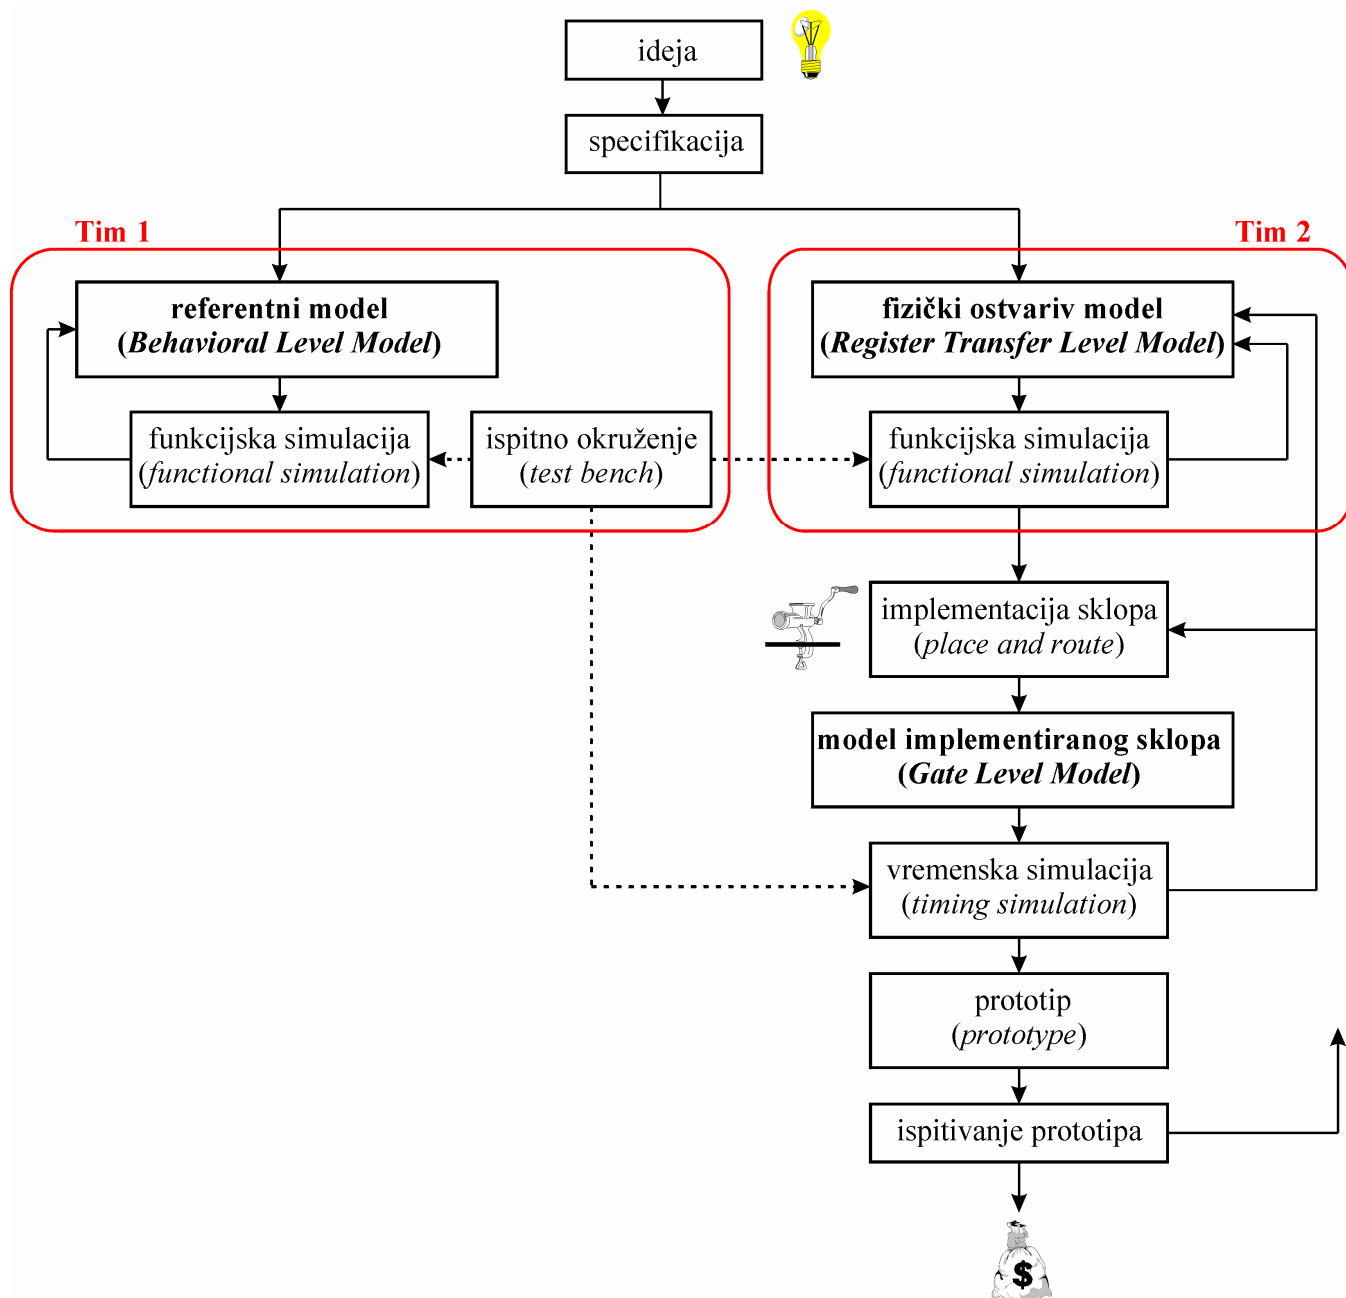 ideja
specifikacija
Tim 1
Tim 2
referentni model
(Behavioral Level Model)
fizički ostvariv model
(Register Transfer Level Model)
funkcijska simulacija
(functional simulation)
ispitno okruženje
(test bench)
funkcijska simulacija
(functional simulation)
implementacija sklopa
(place and route)
model implementiranog sklopa
(Gate Level Model)
vremenska simulacija
(timing simulation)
prototip
(prototype)
ispitivanje prototipa
$